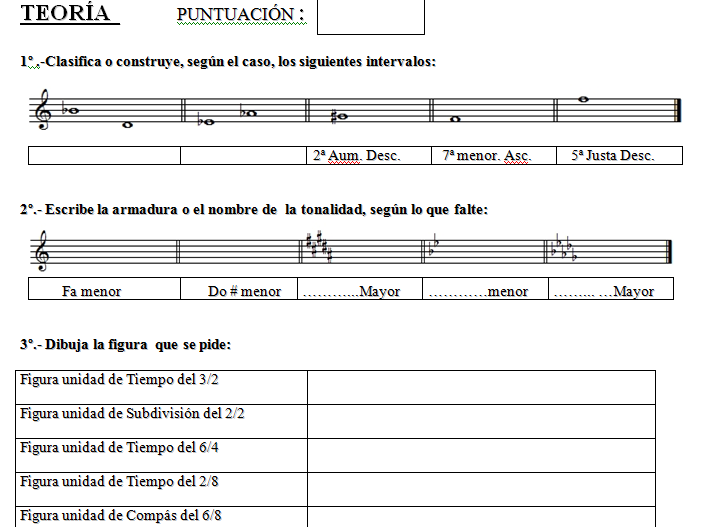 TEORÍA PUNTUACIÓN :
1º.-Clasifica o construye, según el caso, los siguientes intervalos:
2ª Aum. Desc. 7ª menor. Asc. 5ª Justa Desc.
2º.- Escribe la armadura o el nombre de la tonalidad, según lo que falte:
Fa menor Do # menor ………...Mayor …………menor ……... …Mayor
3º.- Dibuja la figura que se pide:
Figura unidad de Tiempo del 3/2
Figura unidad de Subdivisión del 2/2
Figura unidad de Tiempo del 6/4
Figura unidad de Tiempo del 2/8
Figura unidad de Compás del 6/8